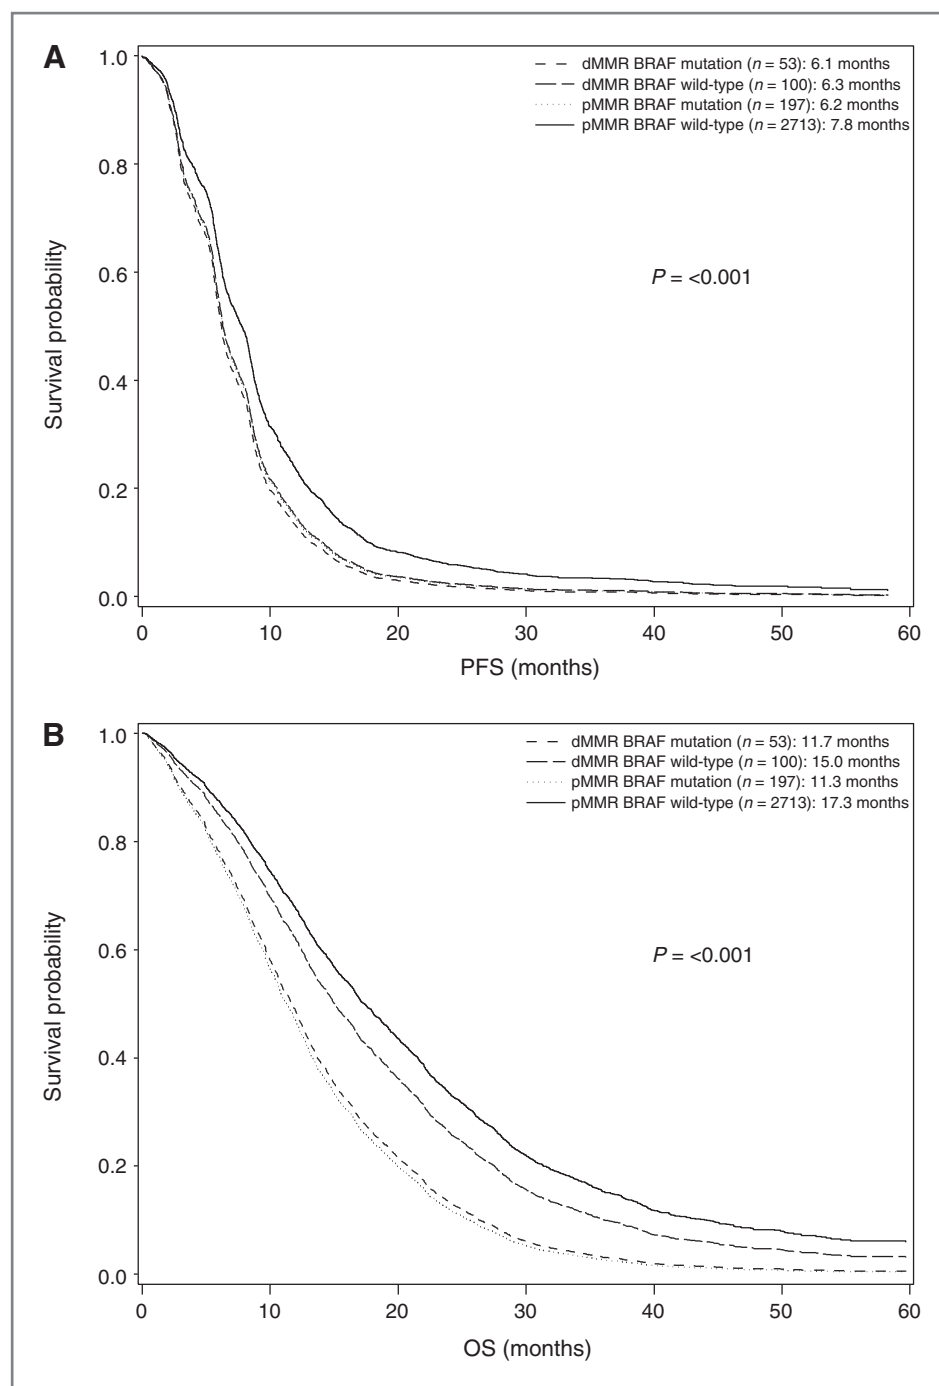 A
1.0
0.8
0.6
0.4
0.2
0.0
Survival probability
dMMR BRAF mutation (n = 53): 6.1 months
dMMR BRAF wild-type (n = 100): 6.3 months
pMMR BRAF mutation (n = 197): 6.2 months
pMMR BRAF wild-type (n = 2713): 7.8 months
P = <0.001
0 10 20 30 40 50 60
PFS (months)
B
1.0
0.8
0.6
0.4
0.2
0.0
Survival probability
dMMR BRAF mutation (n = 53): 11.7 months
dMMR BRAF wild-type (n = 100): 15.0 months
pMMR BRAF mutation (n = 197): 11.3 months
pMMR BRAF wild-type (n = 2713): 17.3 months
P = <0.001
0 10 20 30 40 50 60
OS (months)